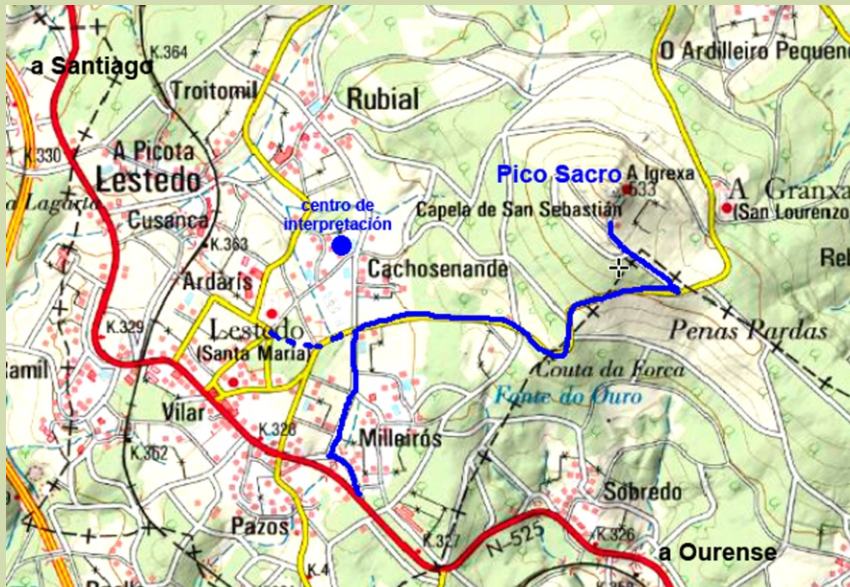 K.364
a Santiago
O Ardilleiro
Troitomil
Rubial
K.330
A Picota
Lestedo
Pico Sacro
A Igrexa
533
A Granxa
(San Lourenzo
centro de
interpretación
Capela de San Sebastián
Cusanca
K.363
Cachosenande
Ardarís
K.329
Lestedo
(Santa María)
Penas Pardas
Couta da Forca
Fonte do Ouro
Vilar
K.328
Milleirós
K.362
Sobredo
Pazos
K.327
N-525
K.326
a Ourense
K.4